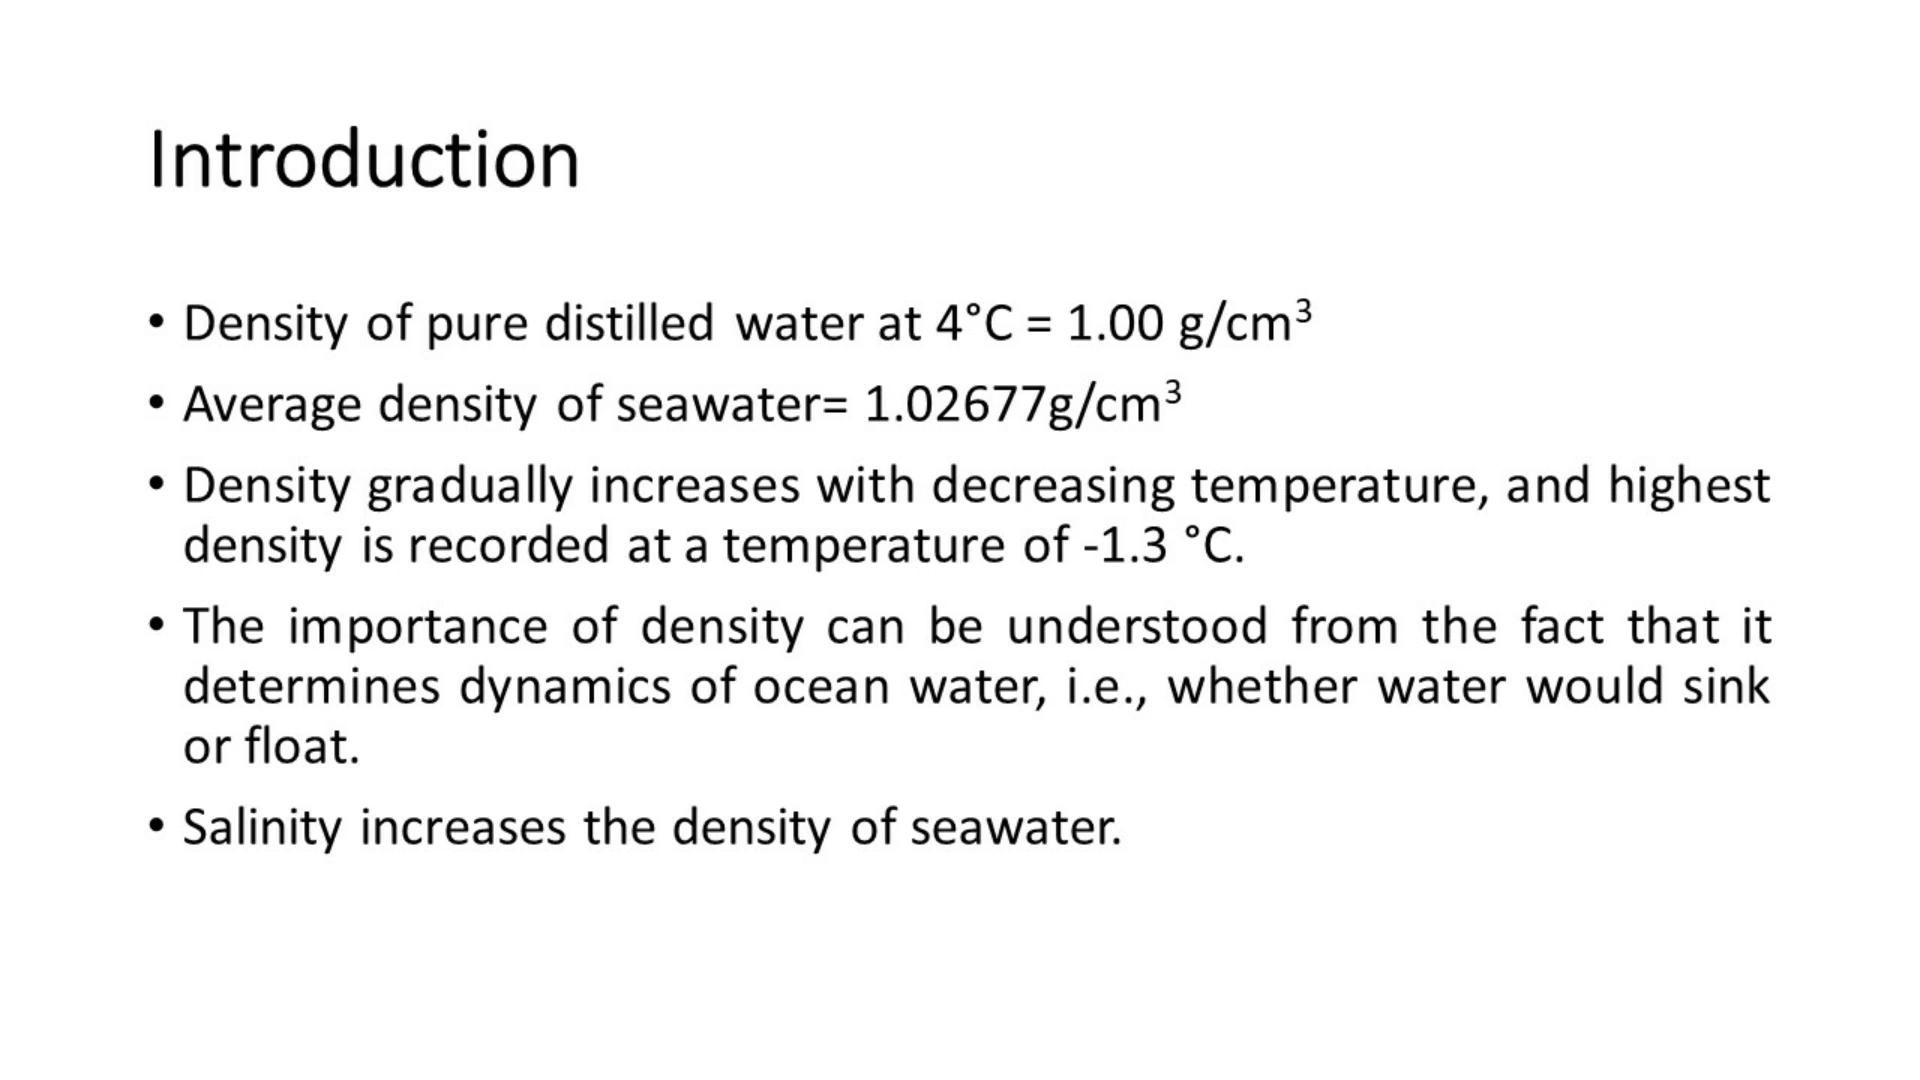 Introduction
• Density of pure distilled water at 4°C = 1.00 g/cm³
• Average density of seawater= 1.02677g/cm³
• Density gradually increases with decreasing temperature, and highest
density is recorded at a temperature of -1.3 °C.
• The importance of density can be understood from the fact that it
determines dynamics of ocean water, i.e., whether water would sink
or float.
• Salinity increases the density of seawater.